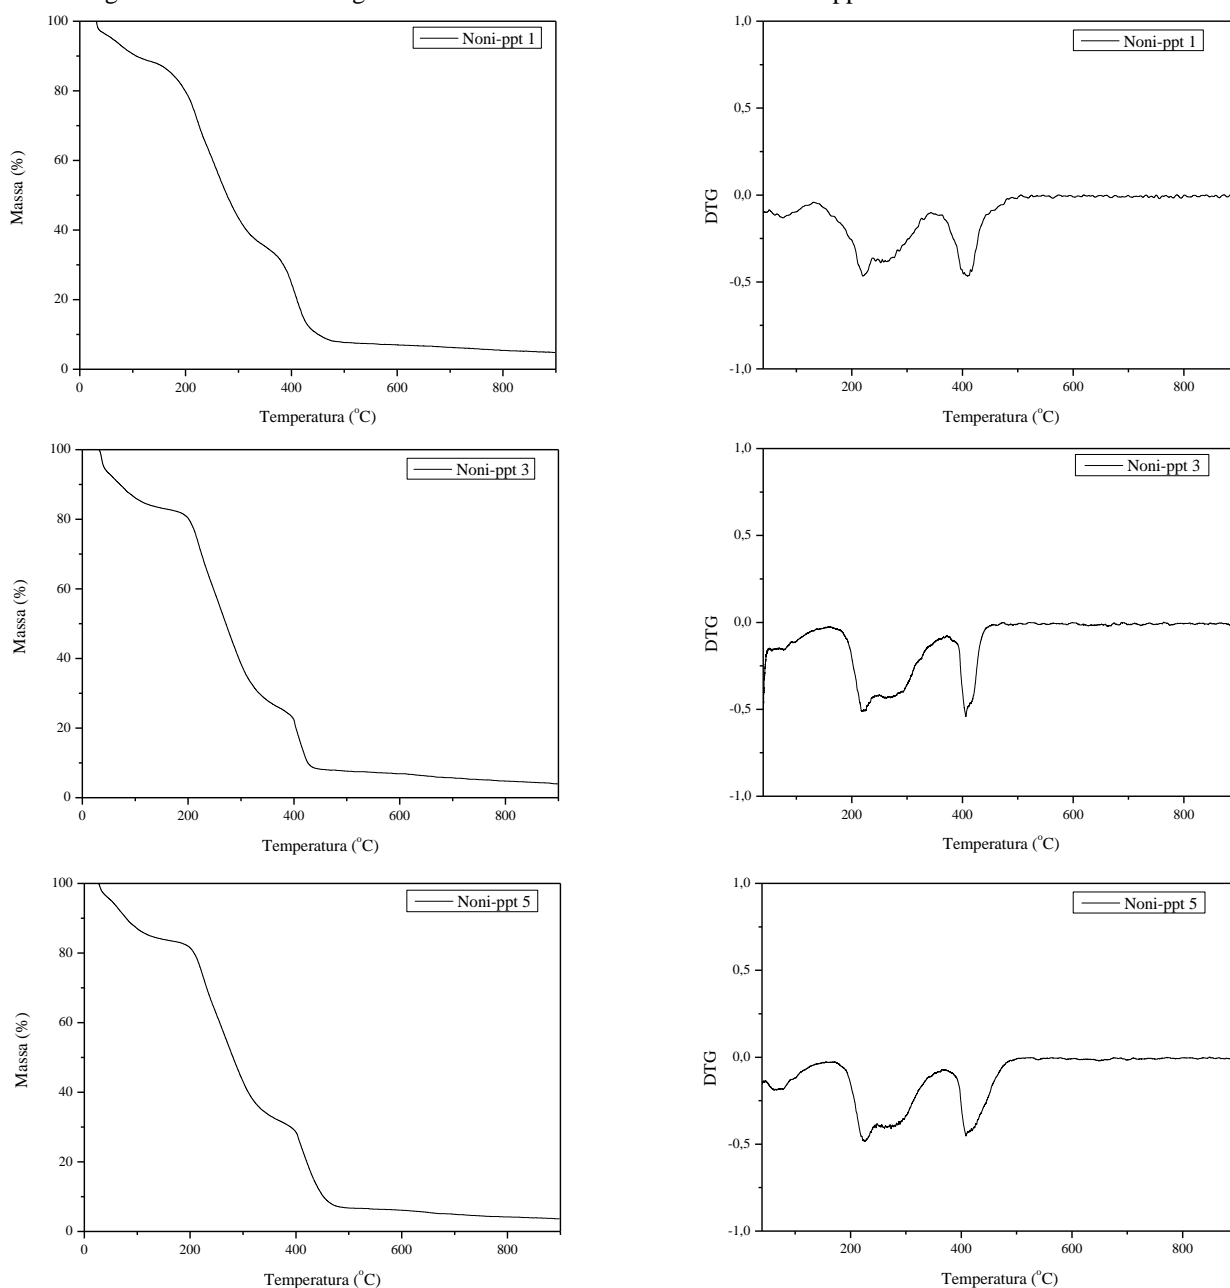 100
80
60
40
20
0
Massa (%)
Noni-ppt 1
0 200 400 600 800
Temperatura (°C)
1,0
0,5
0,0
-0,5
-1,0
DTG
Noni-ppt 1
200 400 600 800
Temperatura (°C)
100
80
60
40
20
0
Massa (%)
Noni-ppt 3
0 200 400 600 800
Temperatura (°C)
1,0
0,5
0,0
-0,5
-1,0
DTG
Noni-ppt 3
200 400 600 800
Temperatura (°C)
100
80
60
40
20
0
Massa (%)
Noni-ppt 5
0 200 400 600 800
Temperatura (°C)
1,0
0,5
0,0
-0,5
-1,0
DTG
Noni-ppt 5
200 400 600 800
Temperatura (°C)